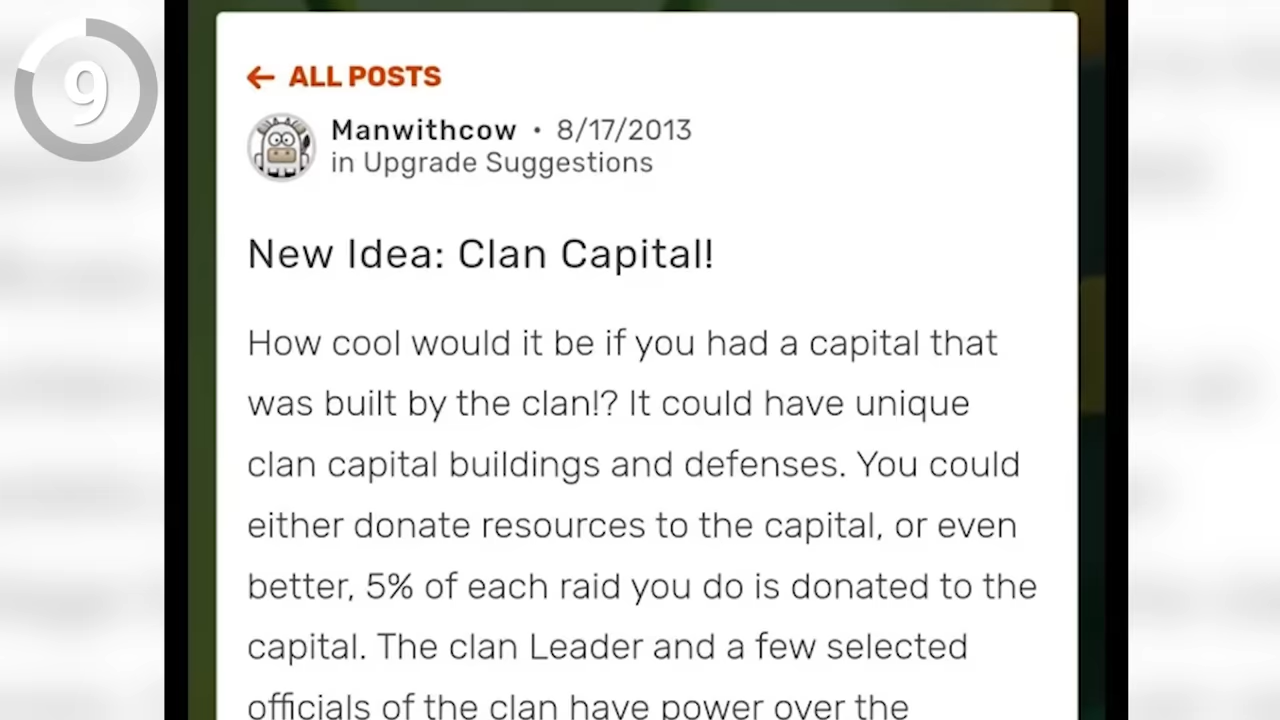 9
← ALL POSTS
Manwithcow • 8/17/2013
in Upgrade Suggestions
New Idea: Clan Capital!
How cool would it be if you had a capital that
was built by the clan!? It could have unique
clan capital buildings and defenses. You could
either donate resources to the capital, or even
better, 5% of each raid you do is donated to the
capital. The clan Leader and a few selected
officials of the clan have power over the